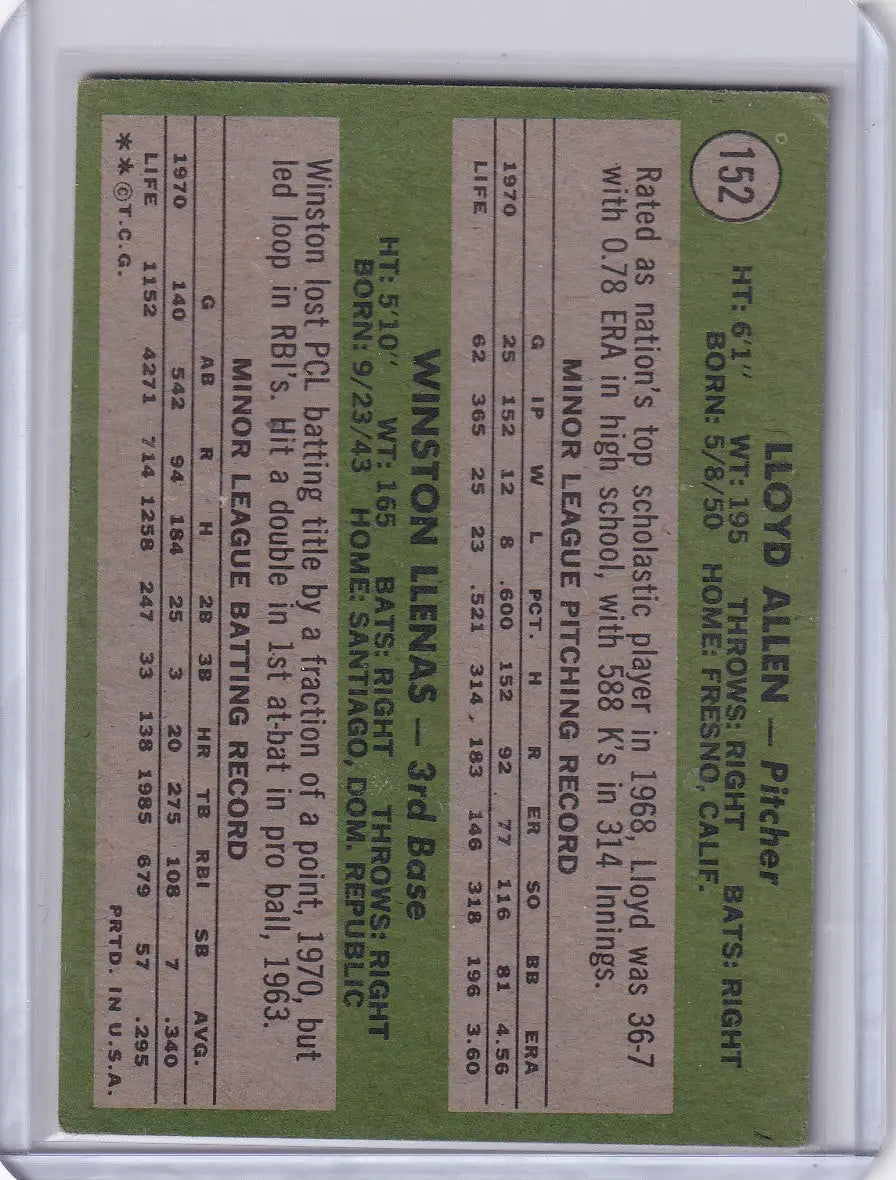 152
LLOYD ALLEN — Pitcher
HT: 6'1" WT: 195 THROWS: RIGHT BATS: RIGHT
BORN: 5/8/50 HOME: FRESNO, CALIF.
Rated as nation's top scholastic player in 1968, Lloyd was 36-7
with 0.78 ERA in high school, with 588 K's in 314 Innings.
MINOR LEAGUE PITCHING RECORD
G IP W L PCT. H R ER SO BB ERA
1970 25 152 12 8 .600 152 92 77 116 81 4.56
LIFE 62 365 25 23 .521 314 183 146 318 196 3.60
WINSTON LLENAS — 3rd Base
HT: 5'10" WT: 165 BATS: RIGHT THROWS: RIGHT
BORN: 9/23/43 HOME: SANTIAGO, DOM. REPUBLIC
Winston lost PCL batting title by a fraction of a point, 1970, but
led loop in RBI's. Hit a double in 1st at-bat in pro ball, 1963.
MINOR LEAGUE BATTING RECORD
G AB R H 2B 3B HR TB RBI SB AVG.
1970 140 542 94 184 25 3 20 275 108 7 .340
LIFE 1152 4271 714 1258 247 33 138 1985 679 57 .295
**©T.C.G. PRTD. IN U.S.A.